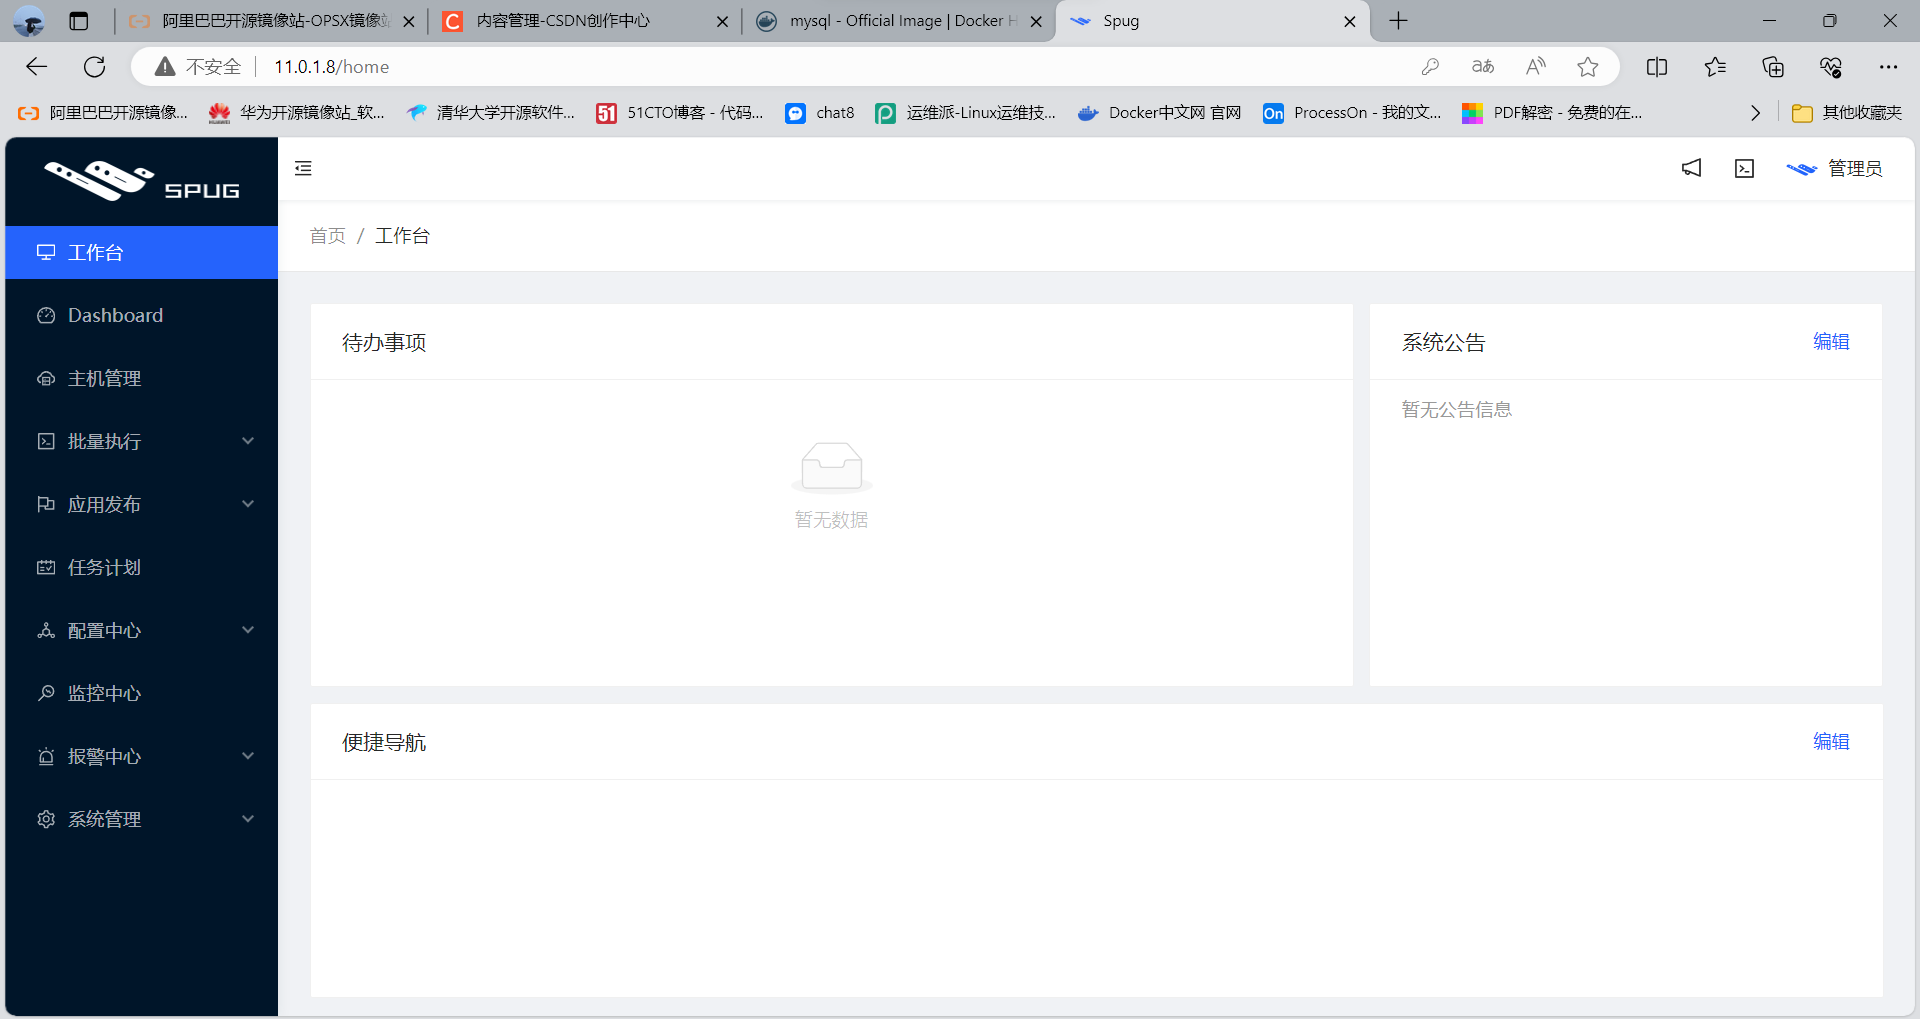 阿里巴巴开源镜像站-OPSX镜像站
内容管理-CSDN创作中心
mysql - Official Image | Docker H
Spug
不安全
11.0.1.8/home
阿里巴巴开源镜像...
华为开源镜像站_软...
清华大学开源软件...
51CTO博客 - 代码...
chat8
运维派-Linux运维技...
Docker中文网 官网
ProcessOn - 我的文...
PDF解密 - 免费的在...
其他收藏夹
SPUG
管理员
首页 / 工作台
工作台
Dashboard
主机管理
批量执行
应用发布
任务计划
配置中心
监控中心
报警中心
系统管理
待办事项
暂无数据
系统公告
编辑
暂无公告信息
便捷导航
编辑